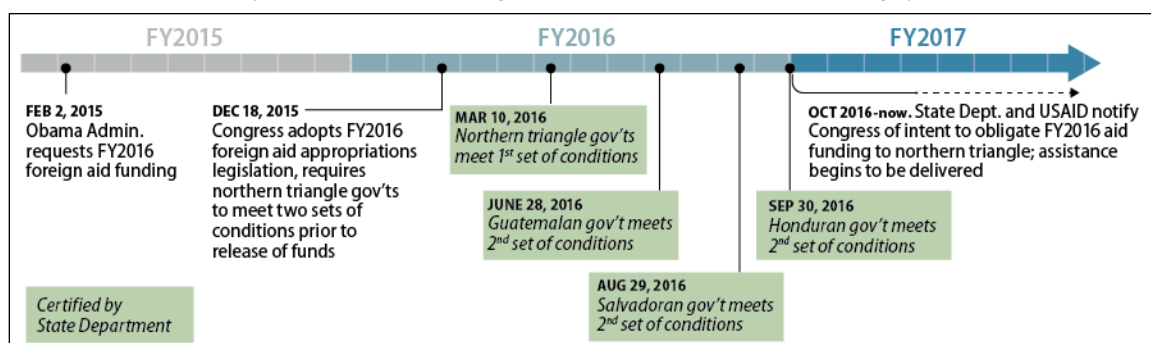 FY2015
FY2016
FY2017
FEB 2, 2015
Obama Admin.
requests FY2016
foreign aid funding
DEC 18, 2015
Congress adopts FY2016
foreign aid appropriations
legislation, requires
northern triangle gov'ts
to meet two sets of
conditions prior to
release of funds
MAR 10, 2016
Northern triangle gov'ts
meet 1st set of conditions
JUNE 28, 2016
Guatemalan gov't meets
2nd set of conditions
AUG 29, 2016
Salvadoran gov't meets
2nd set of conditions
SEP 30, 2016
Honduran gov't meets
2nd set of conditions
OCT 2016-now. State Dept. and USAID notify
Congress of intent to obligate FY2016 aid
funding to northern triangle; assistance
begins to be delivered
Certified by
State Department